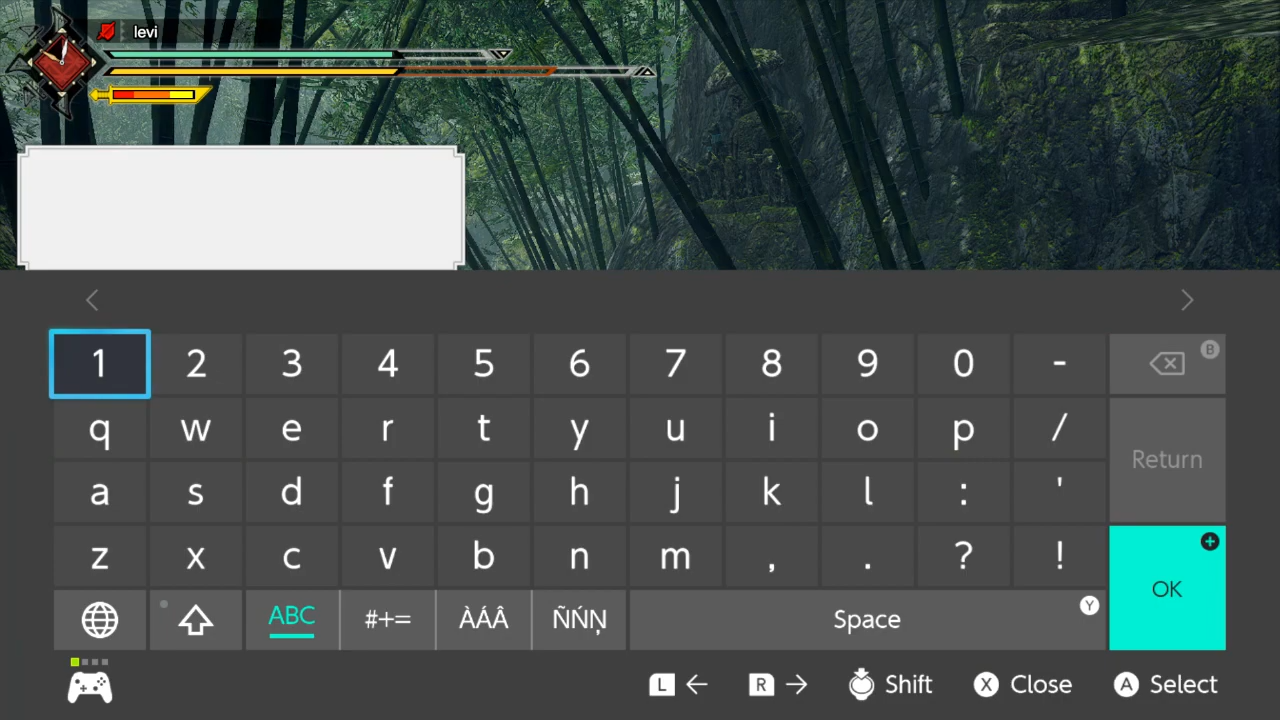 levi
1 2 3 4 5 6 7 8 9 0 - B
q w e r t y u i o p /
Return
a s d f g h j k l : '
z x c v b n m , . ? !
OK
ABC #+= ÀÁÂ ÑŃŅ Space Y
L ← R → Shift X Close A Select